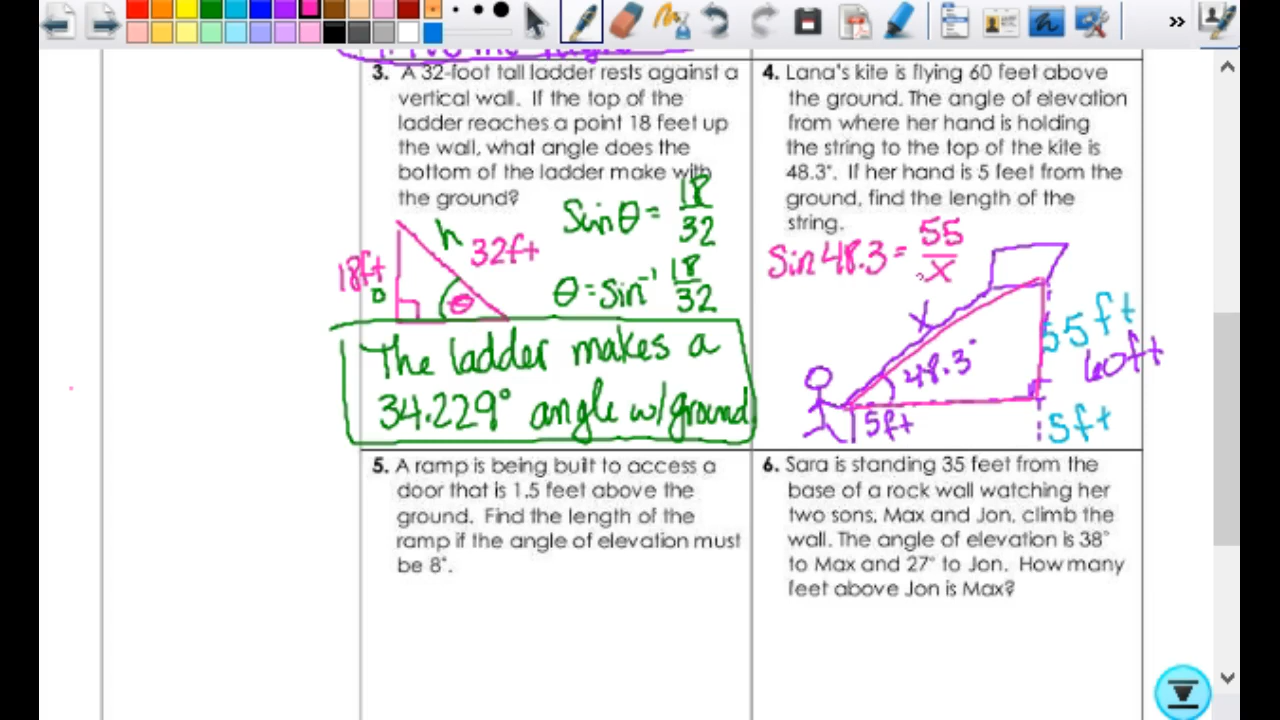 3. A 32-foot tall ladder rests against a
vertical wall. If the top of the
ladder reaches a point 18 feet up
the wall, what angle does the
bottom of the ladder make with
the ground?
Sin θ = 18/32
h
32ft
18ft
o
θ
θ = Sin⁻¹ 18/32
The ladder makes a
34.229° angle w/ground
4. Lana's kite is flying 60 feet above
the ground. The angle of elevation
from where her hand is holding
the string to the top of the kite is
48.3°. If her hand is 5 feet from the
ground, find the length of the
string.
Sin 48.3 = 55/x
x
55ft
48.3°
60ft
5ft
5ft
5. A ramp is being built to access a
door that is 1.5 feet above the
ground. Find the length of the
ramp if the angle of elevation must
be 8°.
6. Sara is standing 35 feet from the
base of a rock wall watching her
two sons, Max and Jon, climb the
wall. The angle of elevation is 38°
to Max and 27° to Jon. How many
feet above Jon is Max?